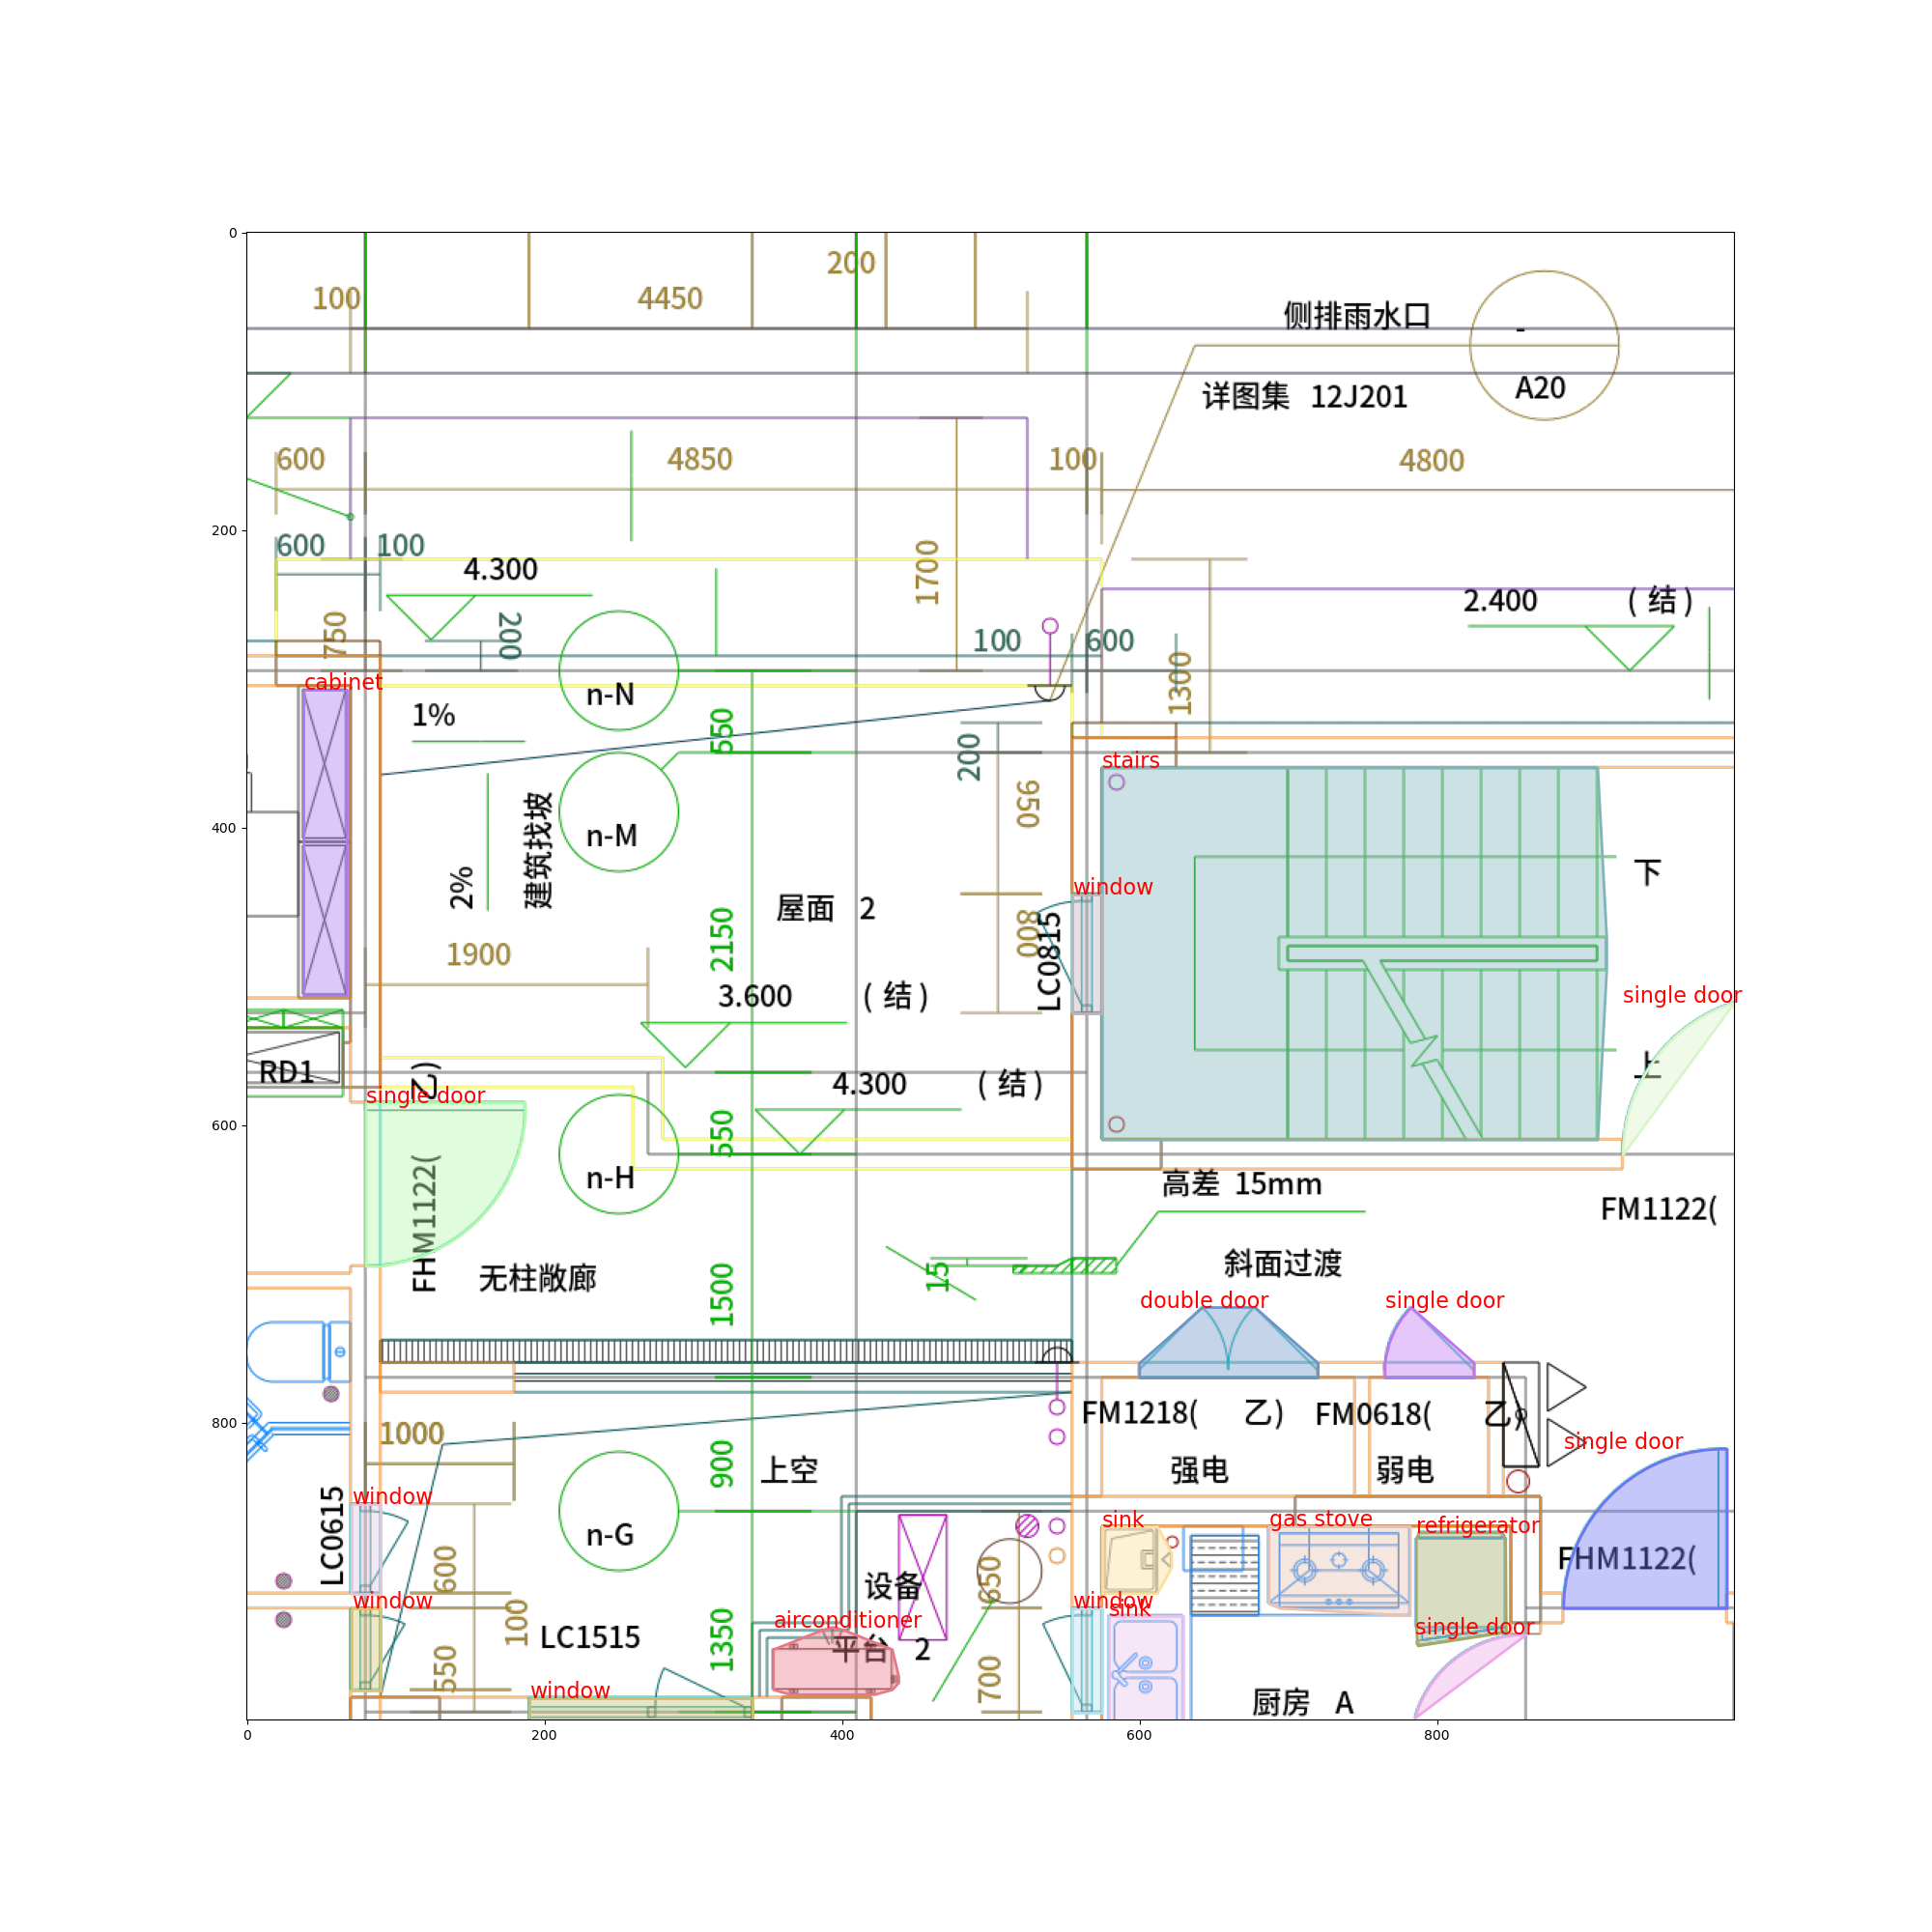 0
200
100
4450
侧排雨水口
-
A20
详图集 12J201
600
4850
100
4800
200
600
100
4.300
1700
750
200
100
600
2.400
(结)
1300
cabinet
n-N
1%
550
200
stairs
950
n-M
400
2%
建筑找坡
下
window
屋面 2
800
LC0815
1900
2150
3.600
(结)
single door
RD1
(乙
4.300
(结)
上
single door
600
550
n-H
FHM1122(
高差 15mm
FM1122(
无柱敞廊
15
斜面过渡
1500
double door
single door
800
1000
FM1218( 乙)
FM0618( 乙)
single door
900
上空
强电
弱电
window
LC0615
n-G
sink
gas stove
refrigerator
600
650
设备
FHM1122(
window
window
sink
100
LC1515
airconditioner
平台 2
1350
single door
550
700
window
厨房 A
0
200
400
600
800